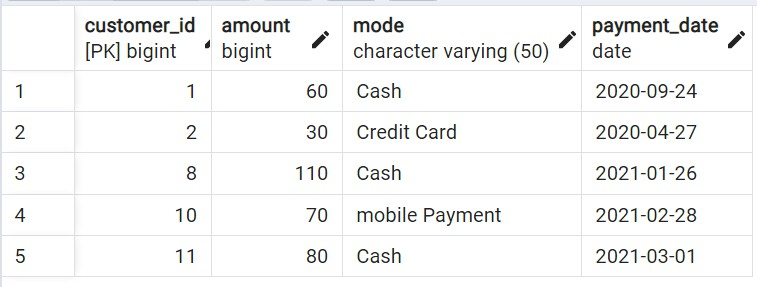 customer_id amount mode payment_date
[PK] bigint bigint character varying (50) date
1 1 60 Cash 2020-09-24
2 2 30 Credit Card 2020-04-27
3 8 110 Cash 2021-01-26
4 10 70 mobile Payment 2021-02-28
5 11 80 Cash 2021-03-01